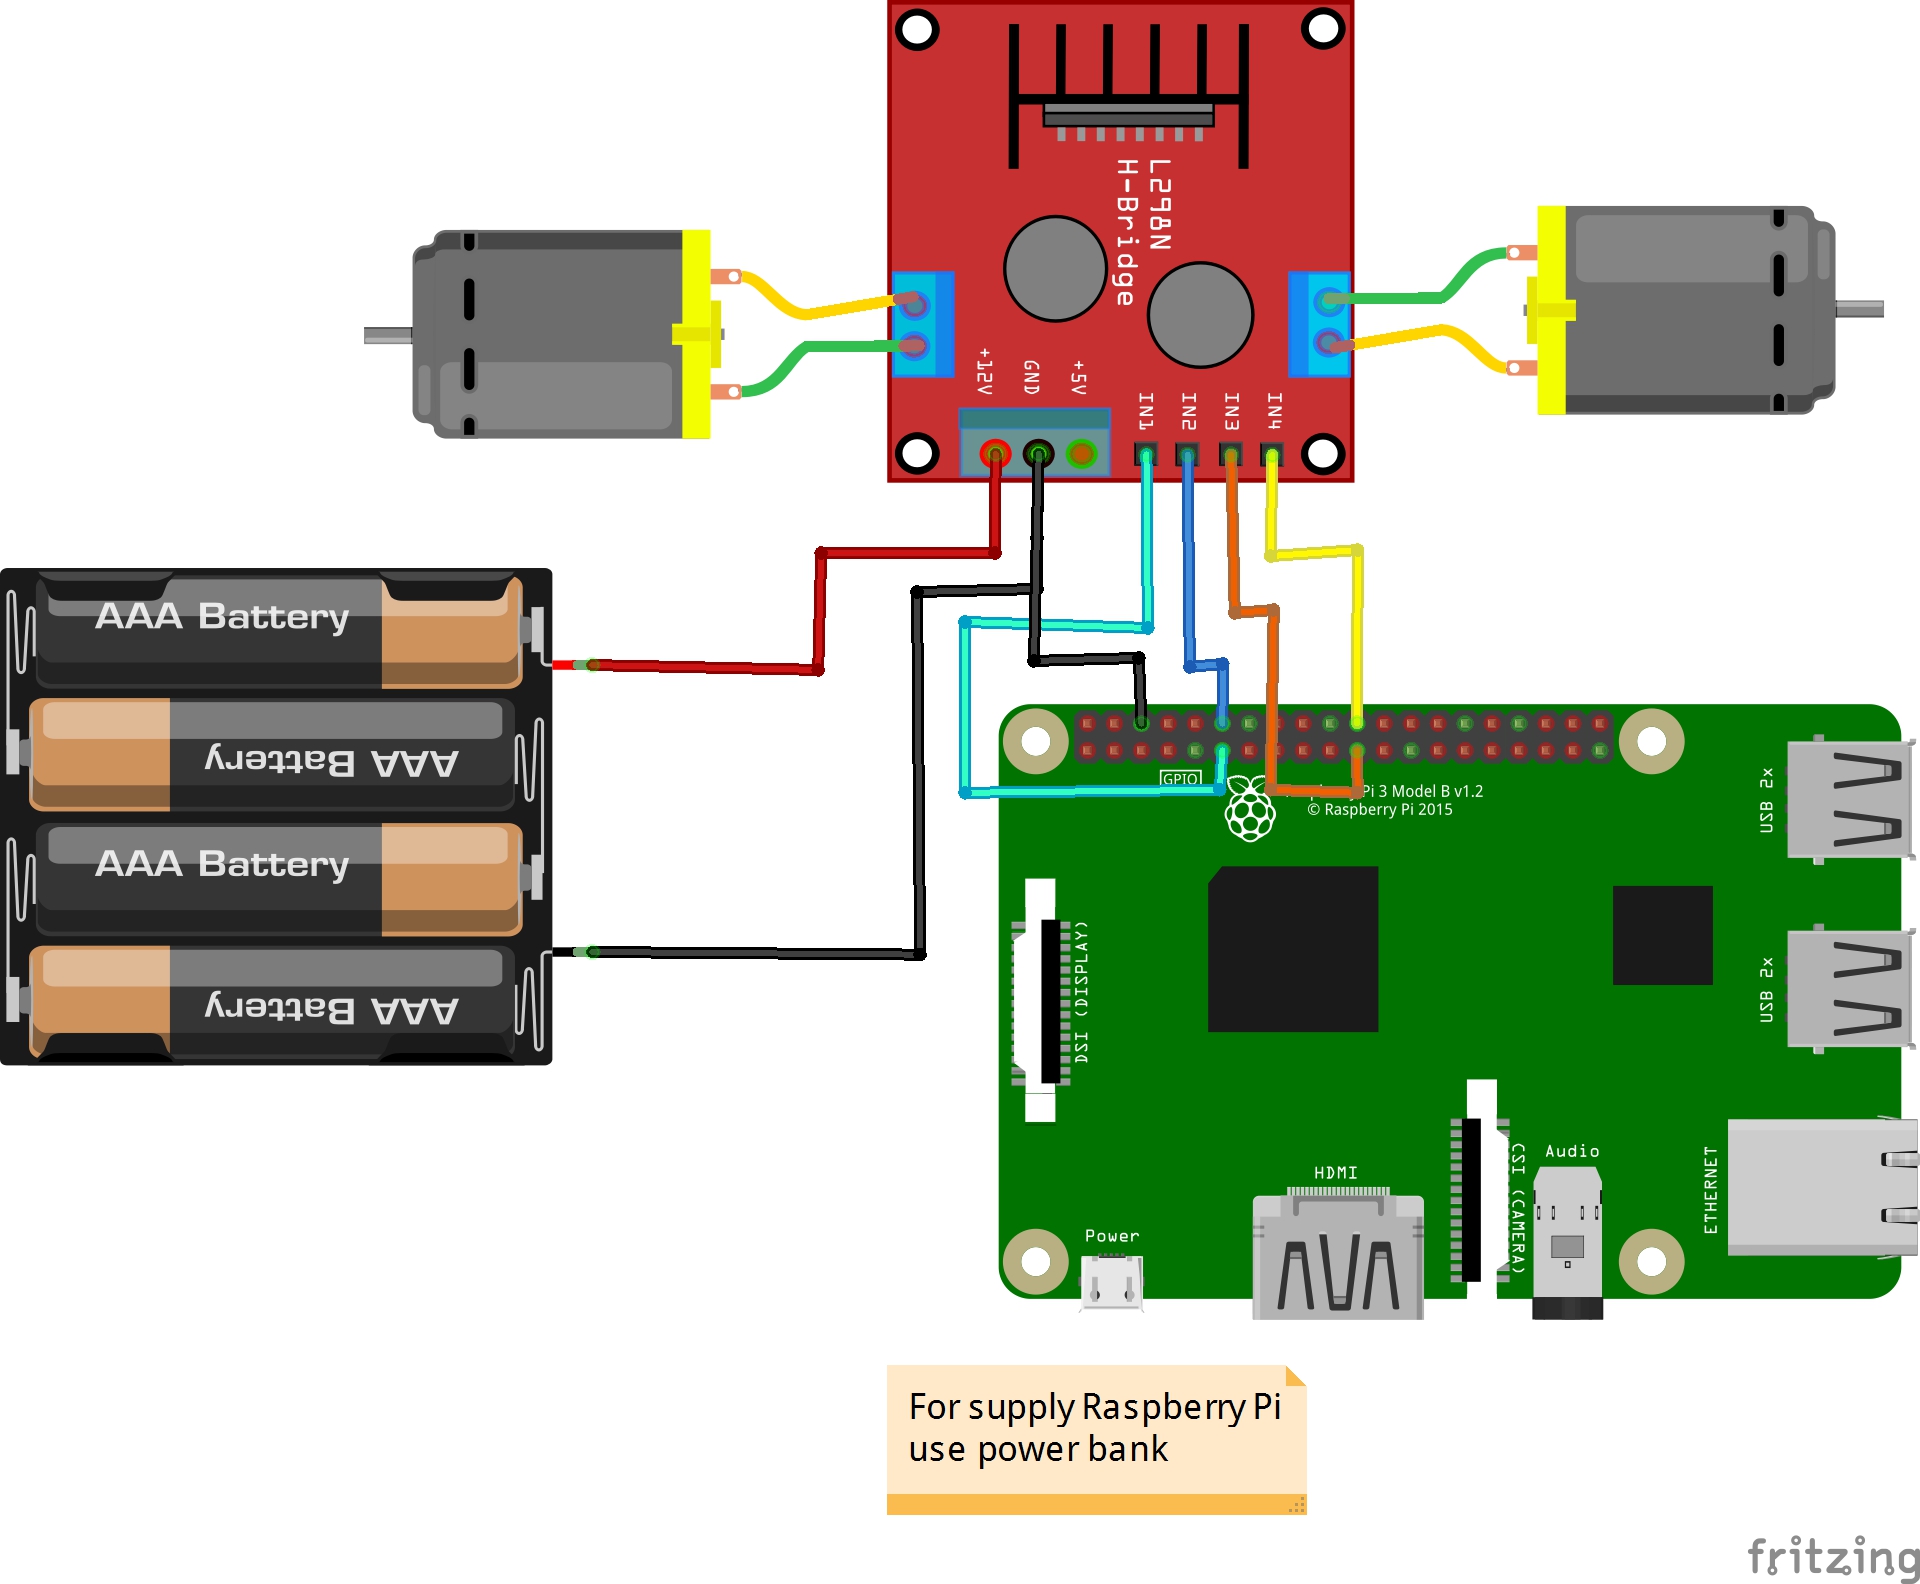 L298N
H-Bridge
+12V
GND
+5V
IN1
IN2
IN3
IN4
AAA Battery
AAA Battery
AAA Battery
AAA Battery
GPIO
Pi 3 Model B v1.2
© Raspberry Pi 2015
USB 2x
USB 2x
DSI (DISPLAY)
CSI (CAMERA)
Audio
ETHERNET
HDMI
Power
For supply Raspberry Pi
use power bank
fritzing